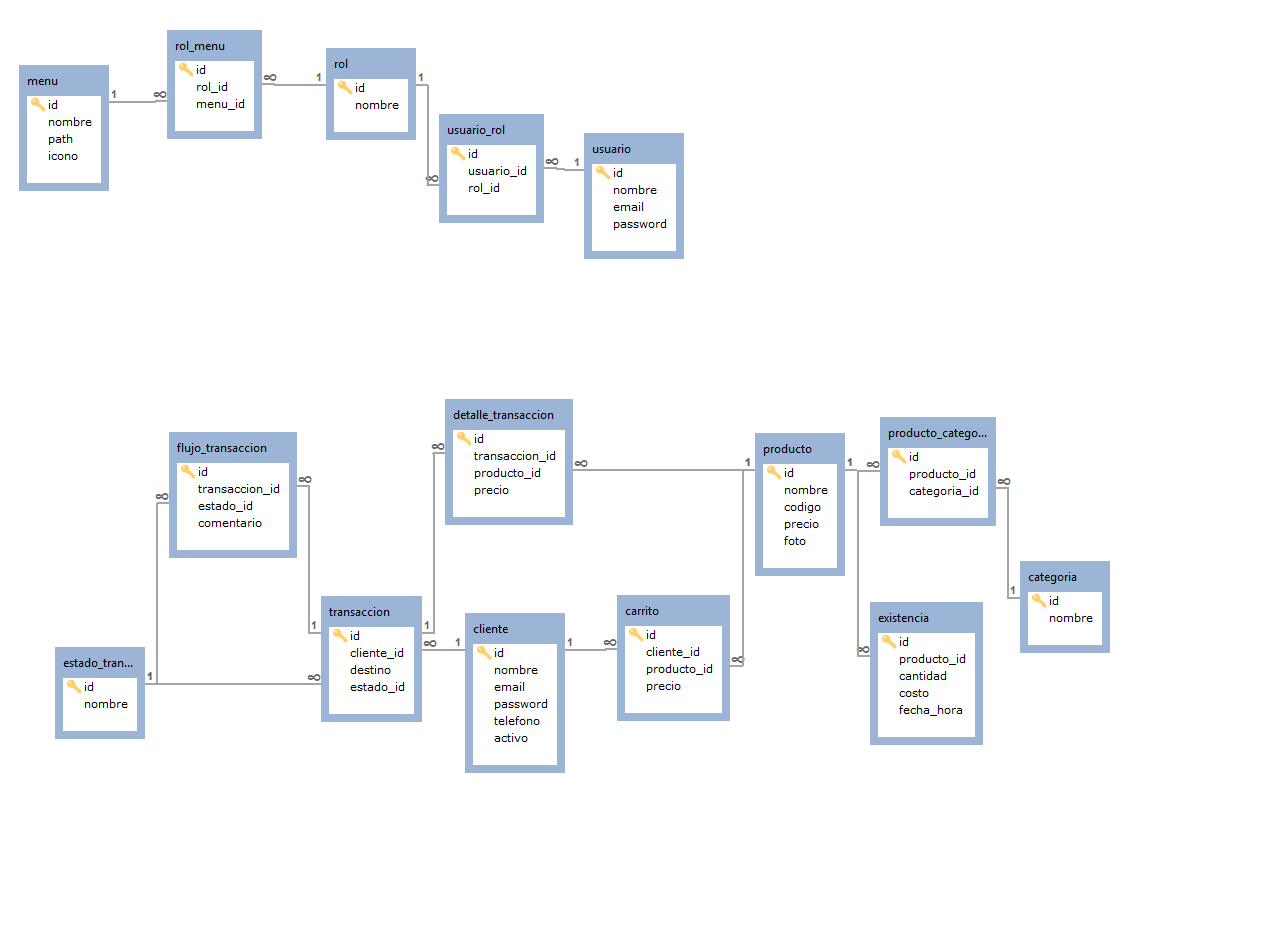 menu
id
nombre
path
icono
rol_menu
id
rol_id
menu_id
rol
id
nombre
usuario_rol
id
usuario_id
rol_id
usuario
id
nombre
email
password
1
∞
∞
1
1
∞
∞
1
flujo_transaccion
id
transaccion_id
estado_id
comentario
detalle_transaccion
id
transaccion_id
producto_id
precio
producto
id
nombre
codigo
precio
foto
producto_catego...
id
producto_id
categoria_id
estado_tran...
id
nombre
transaccion
id
cliente_id
destino
estado_id
cliente
id
nombre
email
password
telefono
activo
carrito
id
cliente_id
producto_id
precio
existencia
id
producto_id
cantidad
costo
fecha_hora
categoria
id
nombre
∞
∞
∞
∞
1
1
∞
∞
1
1
∞
1
∞
1
1
∞
∞
∞
1